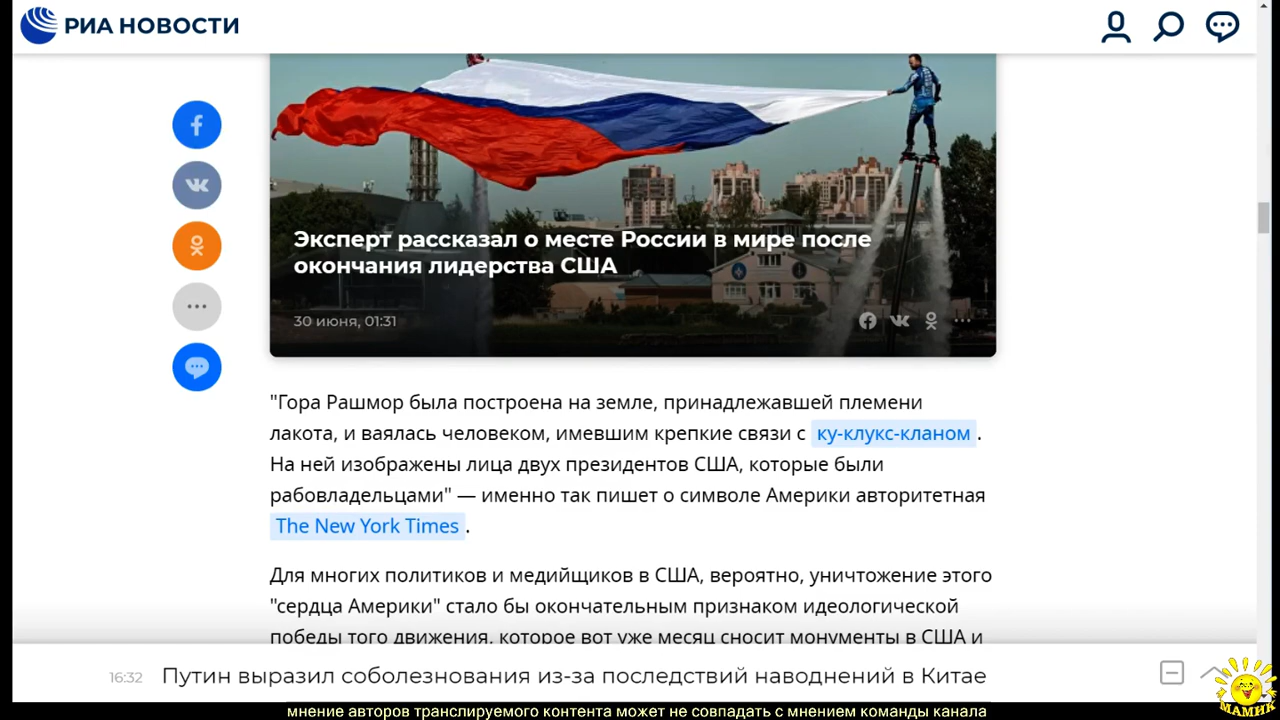 РИА НОВОСТИ
Эксперт рассказал о месте России в мире после
окончания лидерства США
30 июня, 01:31
"Гора Рашмор была построена на земле, принадлежавшей племени
лакота, и ваялась человеком, имевшим крепкие связи с ку-клукс-кланом .
На ней изображены лица двух президентов США, которые были
рабовладельцами" — именно так пишет о символе Америки авторитетная
The New York Times .
Для многих политиков и медийщиков в США, вероятно, уничтожение этого
"сердца Америки" стало бы окончательным признаком идеологической
победы того движения, которое вот уже месяц сносит монументы в США и
16:32 Путин выразил соболезнования из-за последствий наводнений в Китае
МАМИК
мнение авторов транслируемого контента может не совпадать с мнением команды канала